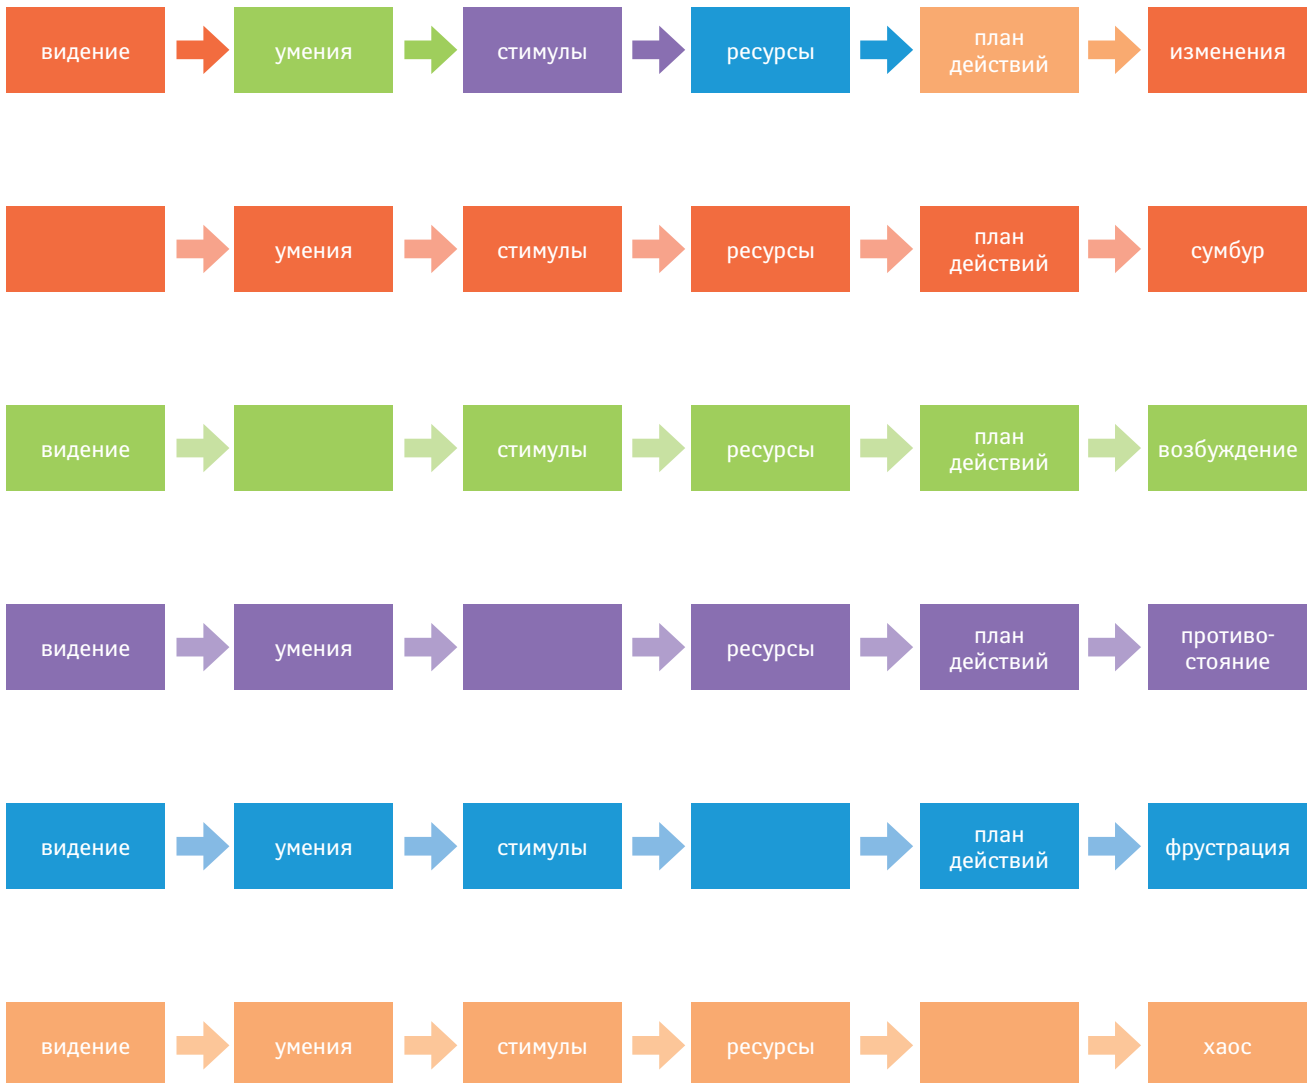 видение
умения
стимулы
ресурсы
план
действий
изменения
умения
стимулы
ресурсы
план
действий
сумбур
видение
стимулы
ресурсы
план
действий
возбуждение
видение
умения
ресурсы
план
действий
противо-
стояние
видение
умения
стимулы
план
действий
фрустрация
видение
умения
стимулы
ресурсы
хаос